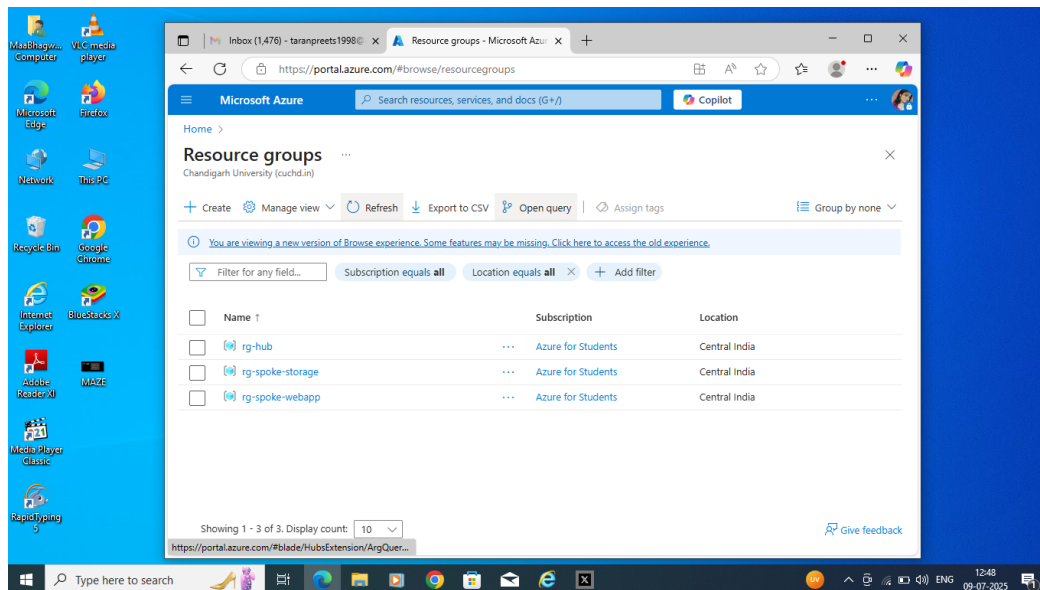 MaaBhagw...
Computer
VLC media
player
Microsoft
Edge
Firefox
Network
This PC
Recycle Bin
Google
Chrome
Internet
Explorer
BlueStacks X
Adobe
Reader XI
MAZE
Media Player
Classic
RapidTyping
5
Inbox (1,476) - taranpreets1998@
Resource groups - Microsoft Azur
https://portal.azure.com/#browse/resourcegroups
Microsoft Azure
Search resources, services, and docs (G+/)
Copilot
Home >
Resource groups ...
Chandigarh University (cuchd.in)
+ Create Manage view Refresh Export to CSV Open query Assign tags Group by none
You are viewing a new version of Browse experience. Some features may be missing. Click here to access the old experience.
Filter for any field... Subscription equals all Location equals all Add filter
Name ↑ Subscription Location
rg-hub ... Azure for Students Central India
rg-spoke-storage ... Azure for Students Central India
rg-spoke-webapp ... Azure for Students Central India
Showing 1 - 3 of 3. Display count: 10
Give feedback
https://portal.azure.com/#blade/HubsExtension/ArgQuer...
Type here to search
ENG
12:48
09-07-2025